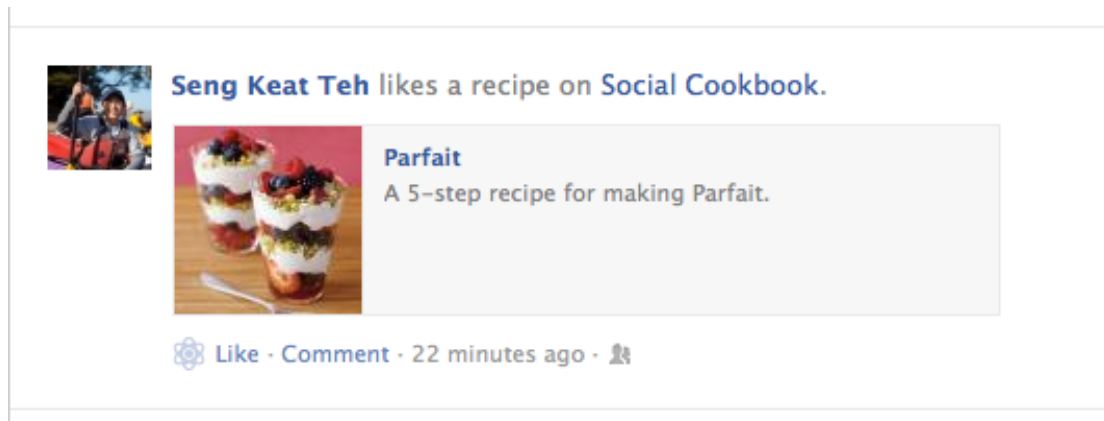 Seng Keat Teh likes a recipe on Social Cookbook.
Parfait
A 5-step recipe for making Parfait.
Like · Comment · 22 minutes ago ·